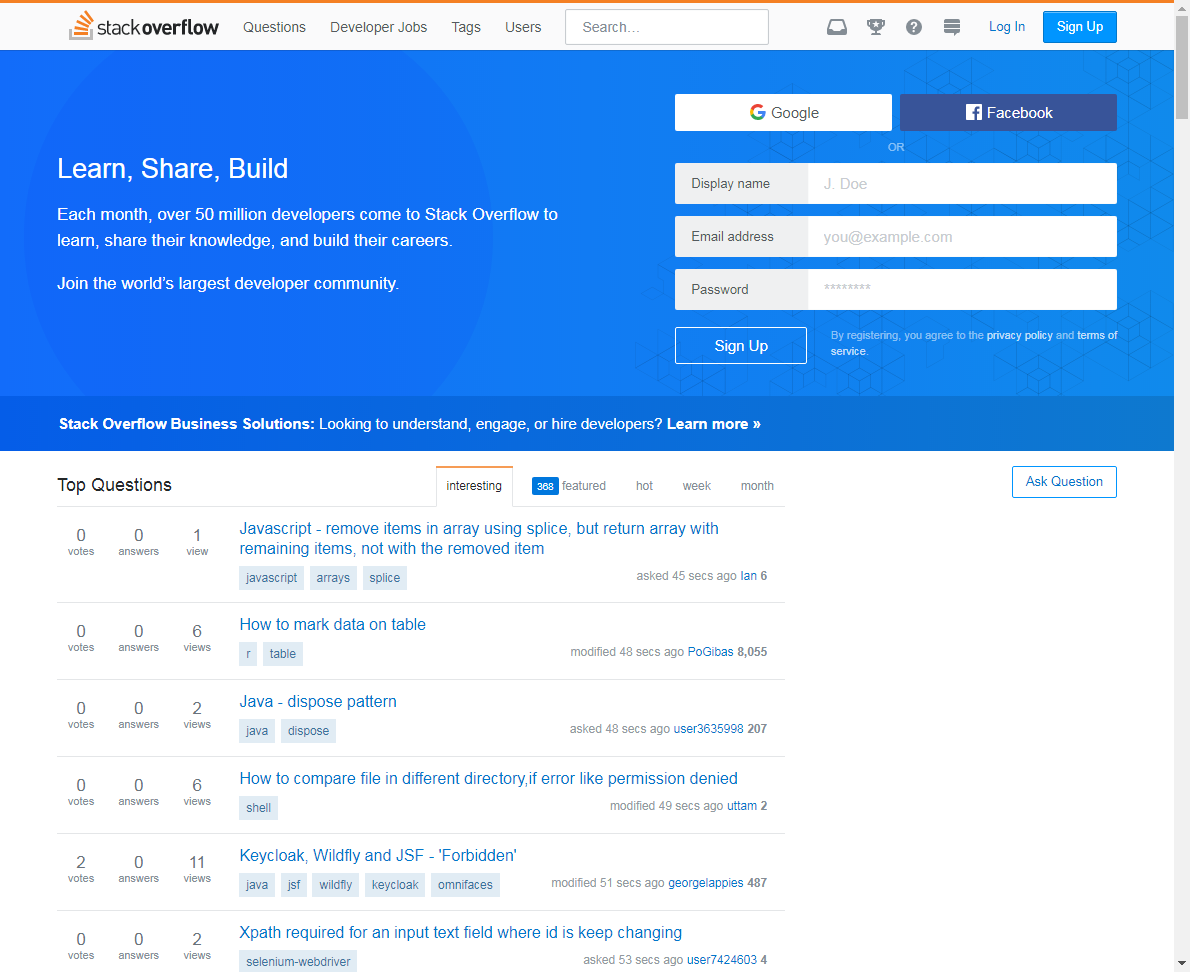 stackoverflow Questions Developer Jobs Tags Users Search... Log In Sign Up
Google Facebook
OR
Learn, Share, Build
Each month, over 50 million developers come to Stack Overflow to
learn, share their knowledge, and build their careers.
Join the world’s largest developer community.
Display name J. Doe
Email address you@example.com
Password ********
Sign Up
By registering, you agree to the privacy policy and terms of
service.
Stack Overflow Business Solutions: Looking to understand, engage, or hire developers? Learn more »
Top Questions interesting 368 featured hot week month Ask Question
0 votes 0 answers 1 view
Javascript - remove items in array using splice, but return array with
remaining items, not with the removed item
javascript arrays splice asked 45 secs ago Ian 6
0 votes 0 answers 6 views
How to mark data on table
r table modified 48 secs ago PoGibas 8,055
0 votes 0 answers 2 views
Java - dispose pattern
java dispose asked 48 secs ago user3635998 207
0 votes 0 answers 6 views
How to compare file in different directory,if error like permission denied
shell modified 49 secs ago uttam 2
2 votes 0 answers 11 views
Keycloak, Wildfly and JSF - 'Forbidden'
java jsf wildfly keycloak omnifaces modified 51 secs ago georgelappies 487
0 votes 0 answers 2 views
Xpath required for an input text field where id is keep changing
selenium-webdriver asked 53 secs ago user7424603 4